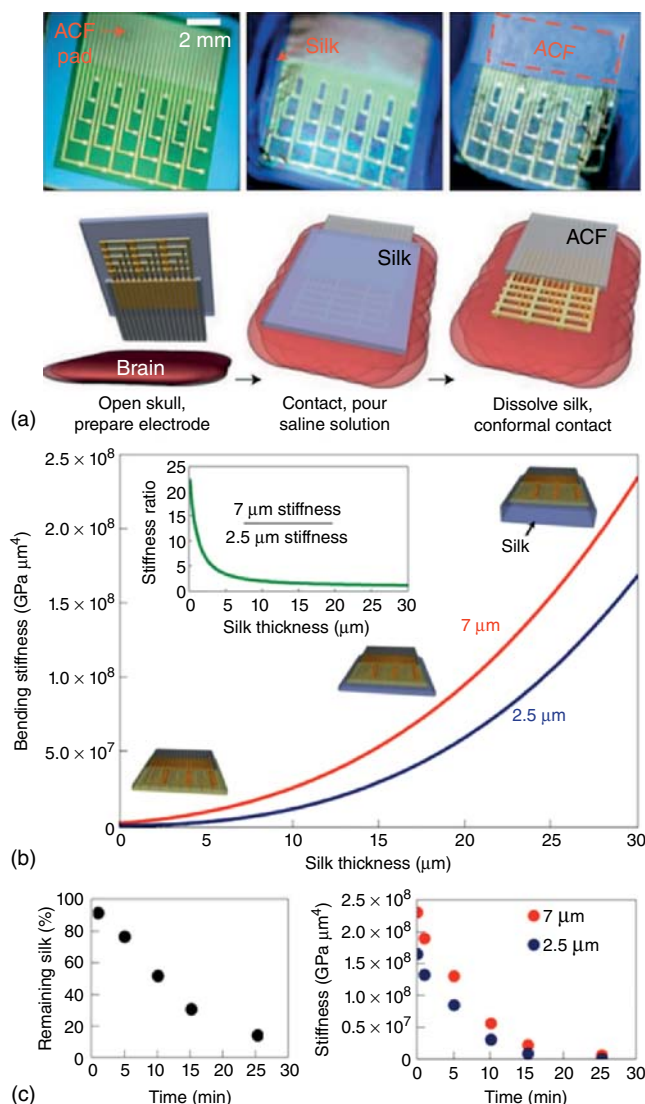 ACF
pad
2 mm
Silk
ACF
Brain
Silk
ACF
(a)
Open skull,
prepare electrode
Contact, pour
saline solution
Dissolve silk,
conformal contact
Bending stiffness (GPa μm⁴)
2.5 × 10⁸
2.0 × 10⁸
1.5 × 10⁸
1.0 × 10⁸
5.0 × 10⁷
0
0 5 10 15 20 25 30
Silk thickness (μm)
Stiffness ratio
25
20
15
10
5
0
0 5 10 15 20 25 30
Silk thickness (μm)
7 μm stiffness
2.5 μm stiffness
Silk
7 μm
2.5 μm
(b)
Remaining silk (%)
100
80
60
40
20
0
0 5 10 15 20 25 30
Time (min)
Stiffness (GPa μm⁴)
2.5 × 10⁸
2.0 × 10⁸
1.5 × 10⁸
1.0 × 10⁸
0.5 × 10⁷
0
0 5 10 15 20 25 30
Time (min)
7 μm
2.5 μm
(c)